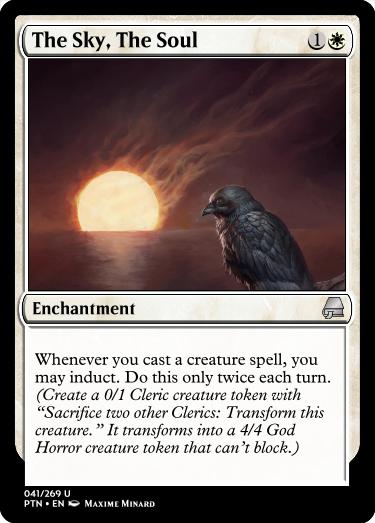 The Sky, The Soul
1
Enchantment
Whenever you cast a creature spell, you
may induct. Do this only twice each turn.
(Create a 0/1 Cleric creature token with
“Sacrifice two other Clerics: Transform this
creature.” It transforms into a 4/4 God
Horror creature token that can’t block.)
041/269 U
PTN • EN Maxime Minard